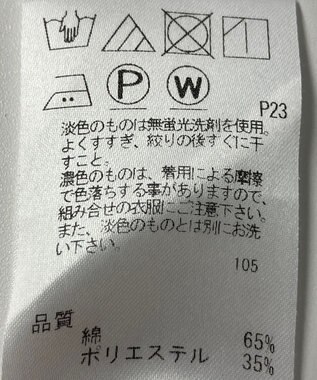 P
W
P23
淡色のものは無蛍光洗剤を使用。
よくすすぎ、絞りの後すぐに干
すこと。
濃色のものは、着用による摩擦
で色落ちする事がありますので、
組み合せの衣服にご注意下さい。
また、淡色のものとは別にお洗
い下さい。
105
品質
綿 65%
ポリエステル 35%